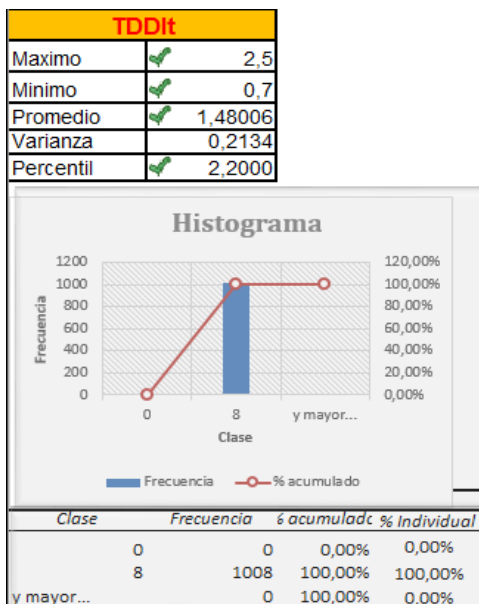 TDDIt
Maximo 2,5
Minimo 0,7
Promedio 1,48006
Varianza 0,2134
Percentil 2,2000
Histograma
1200 120,00%
1000 100,00%
800 80,00%
600 60,00%
400 40,00%
200 20,00%
0 0,00%
Frecuencia
0 8 y mayor...
Clase
Frecuencia % acumulado
Clase Frecuencia % acumulado % Individual
0 0 0,00% 0,00%
8 1008 100,00% 100,00%
y mayor... 0 100,00% 0,00%